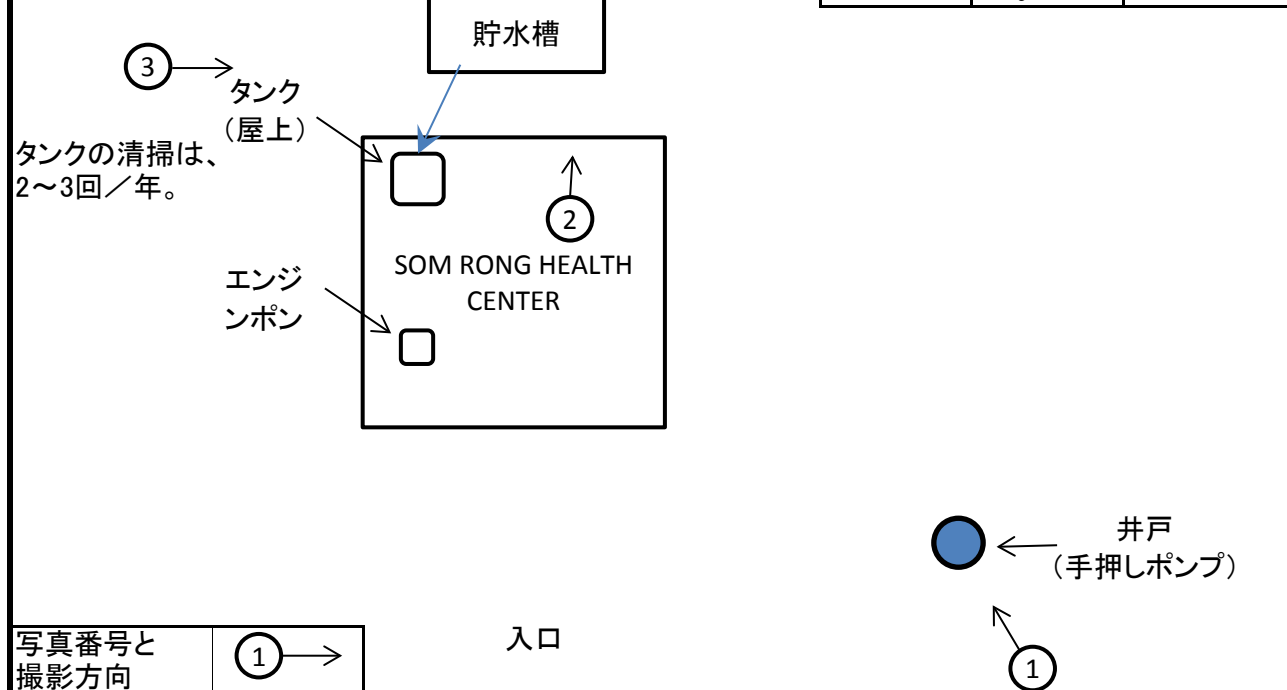 貯水槽
3
タンク
（屋上）
タンクの清掃は、
2～3回／年。
2
SOM RONG HEALTH
CENTER
エンジ
ンポン
井戸
（手押しポンプ）
入口
写真番号と
撮影方向
1
1